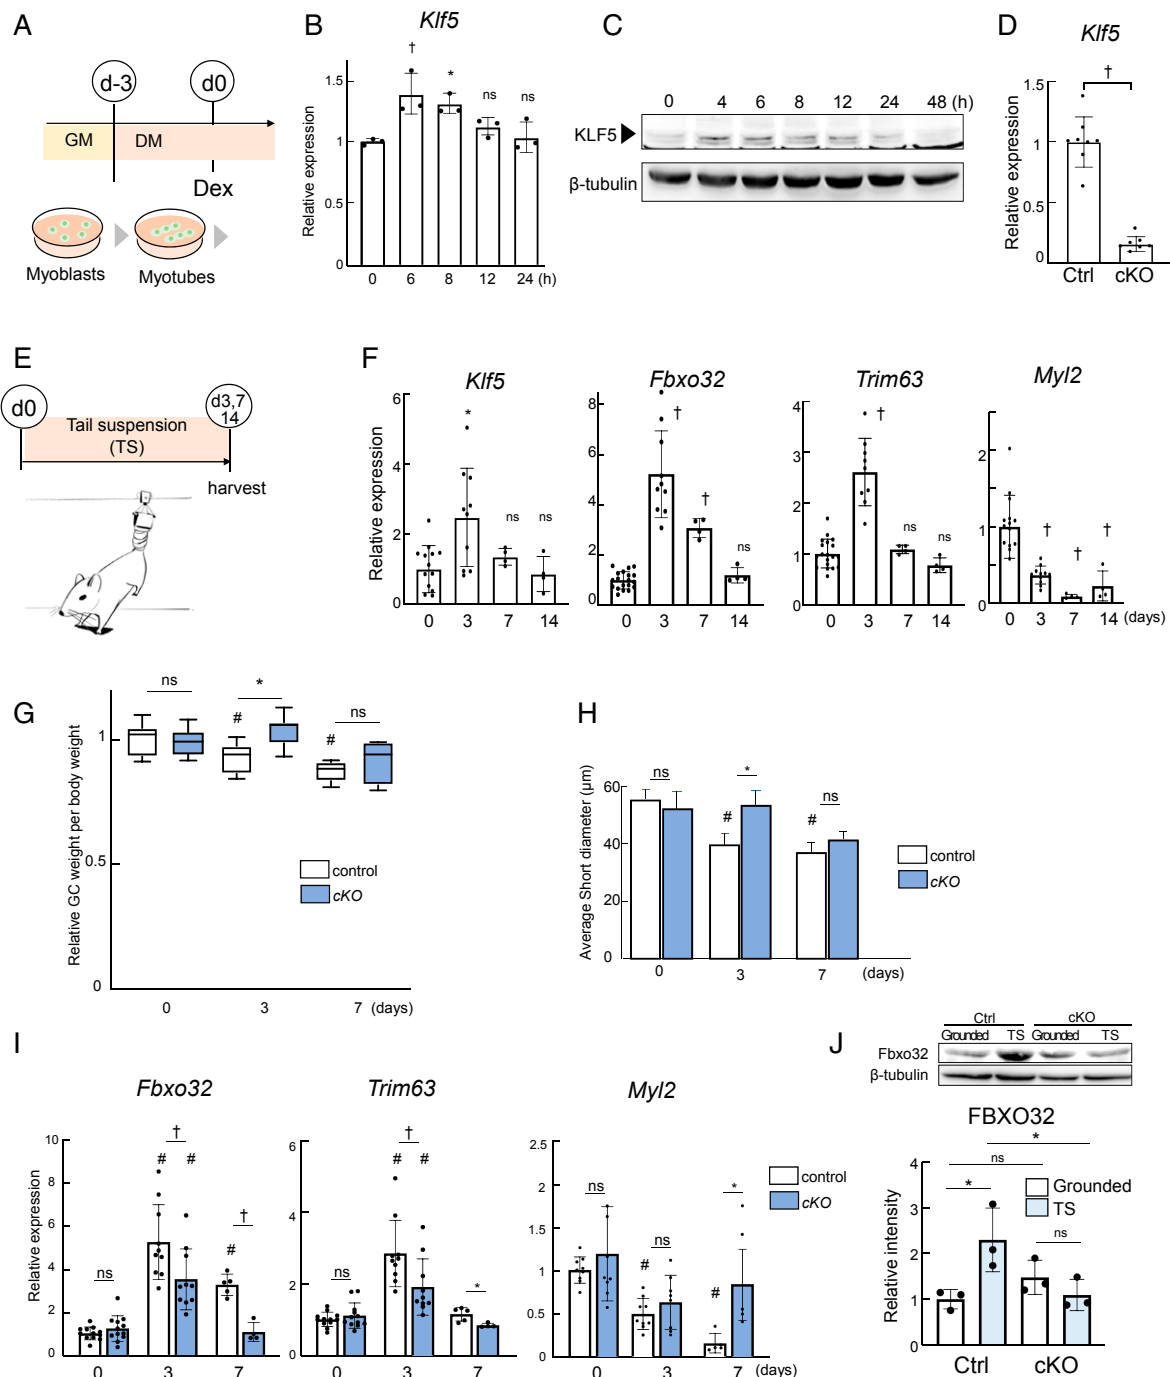 A
d-3
d0
GM
DM
Dex
Myoblasts
Myotubes
B
Klf5
Relative expression
1.5
1
0.5
0
†
*
ns
ns
0 6 8 12 24 (h)
C
0 4 6 8 12 24 48 (h)
KLF5
β-tubulin
D
Klf5
†
Relative expression
1.5
1
0.5
0
Ctrl cKO
E
d0
d3,7
14
Tail suspension
(TS)
harvest
F
Klf5
Relative expression
6
4
2
0
*
ns
ns
0 3 7 14
Fbxo32
8
6
4
2
0
†
†
ns
0 3 7 14
Trim63
4
3
2
1
0
†
ns
ns
0 3 7 14
Myl2
2
1
0
†
†
†
0 3 7 14 (days)
G
Relative GC weight per body weight
1
0.5
0
ns
*
ns
#
#
control
cKO
0 3 7 (days)
H
Average Short diameter (μm)
60
40
20
0
ns
*
ns
#
#
control
cKO
0 3 7 (days)
I
Fbxo32
Relative expression
10
8
6
4
2
0
ns
†
# #
†
#
0 3 7
Trim63
6
4
2
0
ns
†
# #
*
0 3 7
Myl2
2.5
2
1.5
1
0.5
0
ns
ns
#
*
#
control
cKO
0 3 7 (days)
J
Ctrl cKO
Grounded TS Grounded TS
Fbxo32
β-tubulin
FBXO32
Relative intensity
4
3
2
1
0
*
ns
*
ns
Grounded
TS
Ctrl cKO